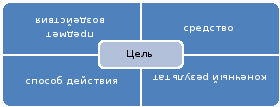 предмет
воздействия
средство
Цель
способ действия
конечный результат